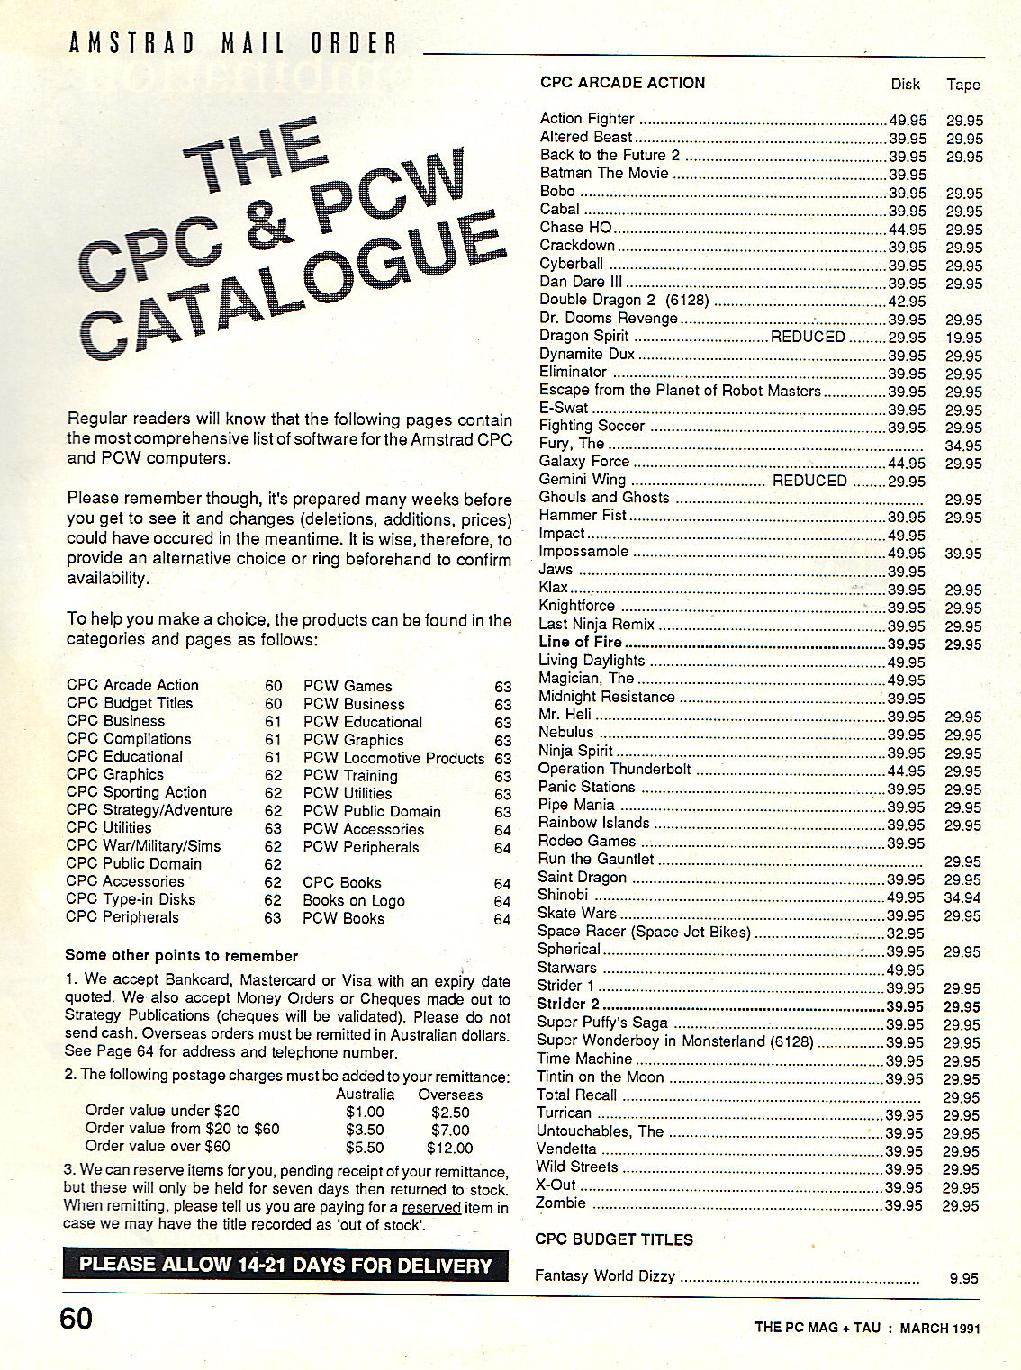 AMSTRAD MAIL ORDER
THE
CPC & PCW
CATALOGUE
Regular readers will know that the following pages contain
the most comprehensive list of software for the Amstrad CPC
and PCW computers.
Please remember though, it's prepared many weeks before
you get to see it and changes (deletions, additions, prices)
could have occured in the meantime. It is wise, therefore, to
provide an alternative choice or ring beforehand to confirm
availability.
To help you make a choice, the products can be found in the
categories and pages as follows:
CPC Arcade Action 60 PCW Games 63
CPC Budget Titles 60 PCW Business 63
CPC Business 61 PCW Educational 63
CPC Compilations 61 PCW Graphics 63
CPC Educational 61 PCW Locomotive Products 63
CPC Graphics 62 PCW Training 63
CPC Sporting Action 62 PCW Utilities 63
CPC Strategy/Adventure 62 PCW Public Domain 63
CPC Utilities 63 PCW Accessories 64
CPC War/Military/Sims 62 PCW Peripherals 64
CPC Public Domain 62
CPC Accessories 62 CPC Books 64
CPC Type-in Disks 62 Books on Logo 64
CPC Peripherals 63 PCW Books 64
Some other points to remember
1. We accept Bankcard, Mastercard or Visa with an expiry date
quoted. We also accept Money Orders or Cheques made out to
Strategy Publications (cheques will be validated). Please do not
send cash. Overseas orders must be remitted in Australian dollars.
See Page 64 for address and telephone number.
2. The following postage charges must be added to your remittance:
Australia Overseas
Order value under $20 $1.00 $2.50
Order value from $20 to $60 $3.50 $7.00
Order value over $60 $5.50 $12.00
3. We can reserve items for you, pending receipt of your remittance,
but these will only be held for seven days then returned to stock.
When remitting, please tell us you are paying for a reserved item in
case we may have the title recorded as 'out of stock'.
PLEASE ALLOW 14-21 DAYS FOR DELIVERY
CPC ARCADE ACTION Disk Tape
Action Fighter 49.95 29.95
Altered Beast 39.95 29.95
Back to the Future 2 39.95 29.95
Batman The Movie 39.95
Bobo 39.95 29.95
Cabal 39.95 29.95
Chase HQ 44.95 29.95
Crackdown 39.95 29.95
Cyberball 39.95 29.95
Dan Dare III 39.95 29.95
Double Dragon 2 (6128) 42.95
Dr. Dooms Revenge 39.95 29.95
Dragon Spirit REDUCED 29.95 19.95
Dynamite Dux 39.95 29.95
Eliminator 39.95 29.95
Escape from the Planet of Robot Masters 39.95 29.95
E-Swat 39.95 29.95
Fighting Soccer 39.95 29.95
Fury, The 34.95
Galaxy Force 44.95 29.95
Gemini Wing REDUCED 29.95
Ghouls and Ghosts 29.95
Hammer Fist 39.95 29.95
Impact 49.95
Impossamole 49.95 39.95
Jaws 39.95
Klax 39.95 29.95
Knightforce 39.95 29.95
Last Ninja Remix 39.95 29.95
Line of Fire 39.95 29.95
Living Daylights 49.95
Magician, The 49.95
Midnight Resistance 39.95
Mr. Heli 39.95 29.95
Nebulus 39.95 29.95
Ninja Spirit 39.95 29.95
Operation Thunderbolt 44.95 29.95
Panic Stations 39.95 29.95
Pipe Mania 39.95 29.95
Rainbow Islands 39.95 29.95
Rodeo Games 39.95
Run the Gauntlet 29.95
Saint Dragon 39.95 29.95
Shinobi 49.95 34.94
Skate Wars 39.95 29.95
Space Racer (Space Jet Bikes) 32.95
Spherical 39.95 29.95
Starwars 49.95
Strider 1 39.95 29.95
Strider 2 39.95 29.95
Super Puffy's Saga 39.95 29.95
Super Wonderboy in Monsterland (6128) 39.95 29.95
Time Machine 39.95 29.95
Tintin on the Moon 39.95 29.95
Total Recall 29.95
Turrican 39.95 29.95
Untouchables, The 39.95 29.95
Vendetta 39.95 29.95
Wild Streets 39.95 29.95
X-Out 39.95 29.95
Zombie 39.95 29.95
CPC BUDGET TITLES
Fantasy World Dizzy 9.95
60
THE PC MAG + TAU : MARCH 1991